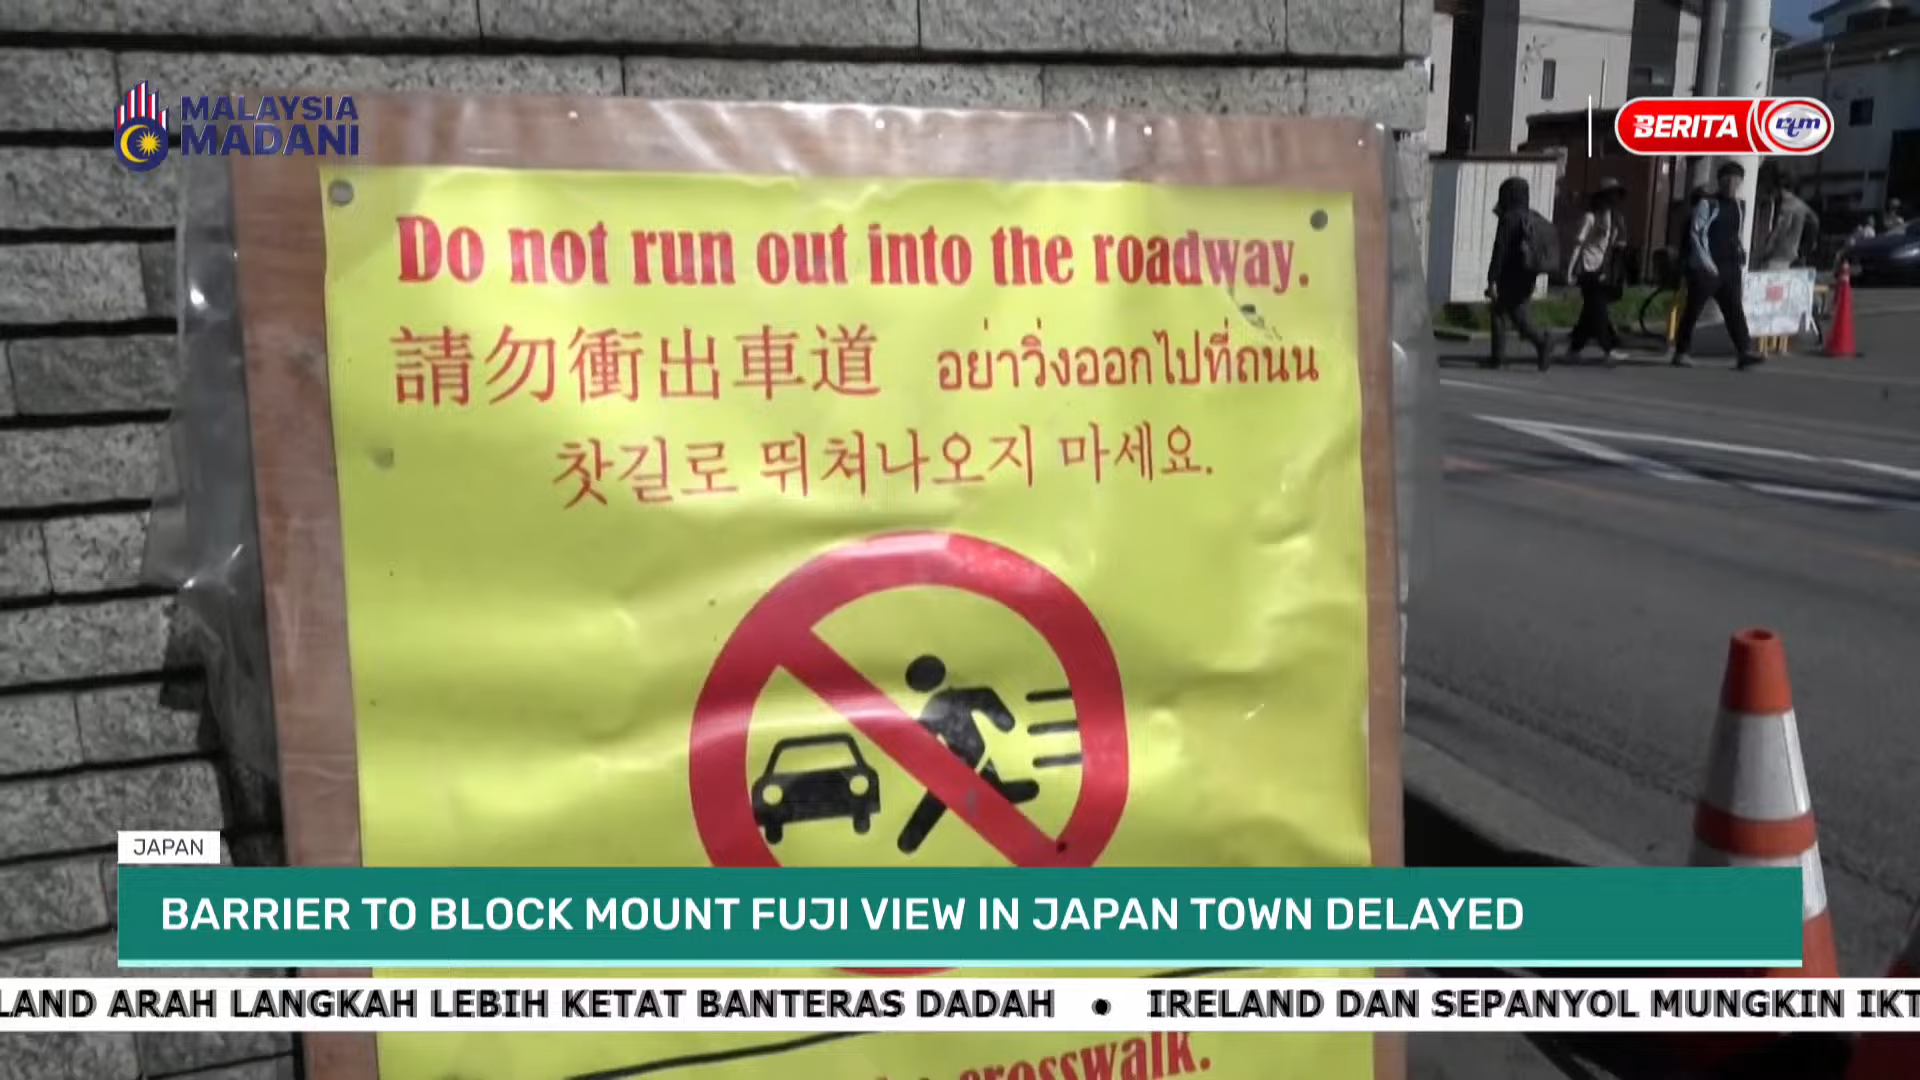 MALAYSIA
MADANI
BERITA rtm
Do not run out into the roadway.
請勿衝出車道 อย่าวิ่งออกไปที่ถนน
찻길로 뛰쳐나오지 마세요.
JAPAN
BARRIER TO BLOCK MOUNT FUJI VIEW IN JAPAN TOWN DELAYED
LAND ARAH LANGKAH LEBIH KETAT BANTERAS DADAH • IRELAND DAN SEPANYOL MUNGKIN IKT
crosswalk.